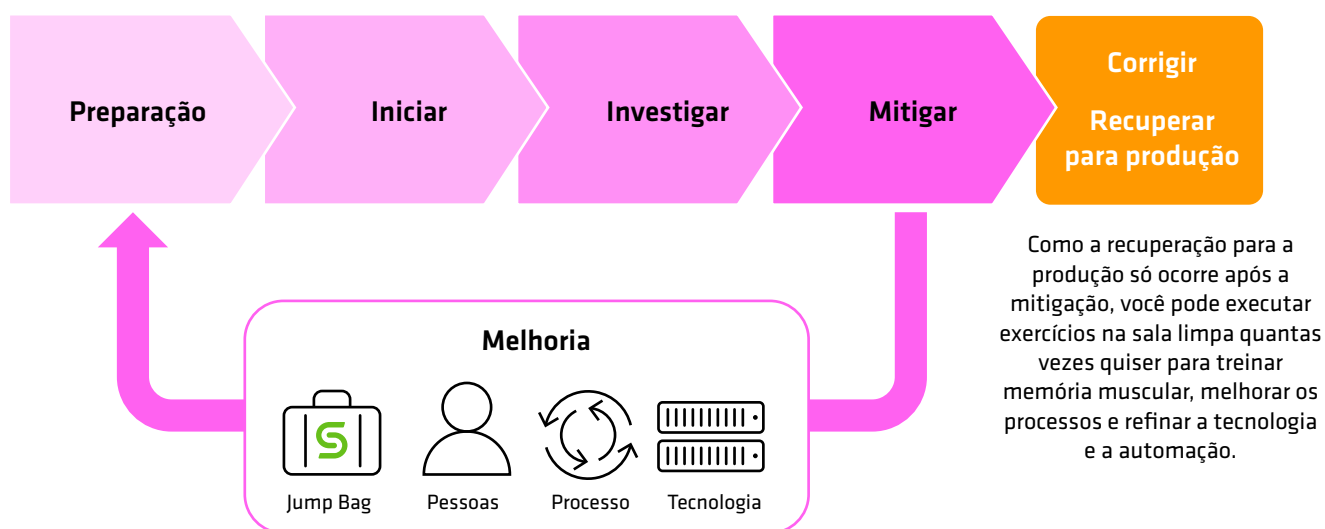 Preparação
Iniciar
Investigar
Mitigar
Corrigir
Recuperar
para produção
Como a recuperação para a
produção só ocorre após a
mitigação, você pode executar
exercícios na sala limpa quantas
vezes quiser para treinar
memória muscular, melhorar os
processos e refinar a tecnologia
e a automação.
Melhoria
Jump Bag
Pessoas
Processo
Tecnologia